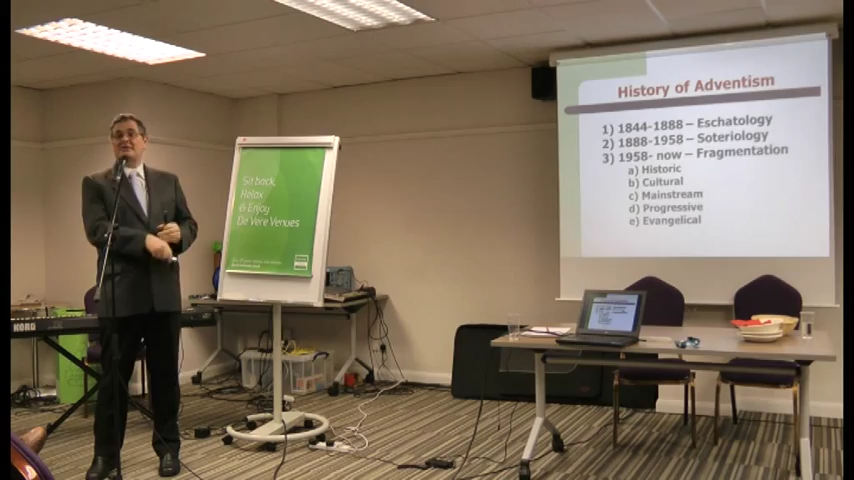 Sit back,
Relax
& Enjoy
De Vere Venues
KORG
History of Adventism
1) 1844-1888 – Eschatology
2) 1888-1958 – Soteriology
3) 1958- now – Fragmentation
a) Historic
b) Cultural
c) Mainstream
d) Progressive
e) Evangelical